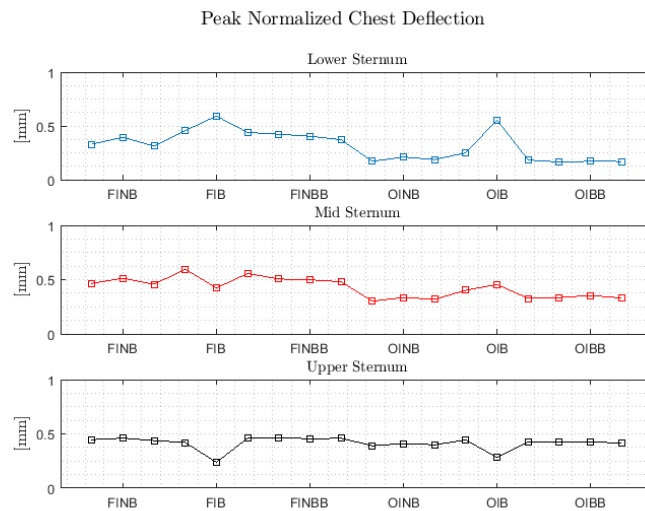 Peak Normalized Chest Deflection
Lower Sternum
1
0.5
0
[mm]
FINB FIB FINBB OINB OIB OIBB
Mid Sternum
1
0.5
0
[mm]
FINB FIB FINBB OINB OIB OIBB
Upper Sternum
1
0.5
0
[mm]
FINB FIB FINBB OINB OIB OIBB